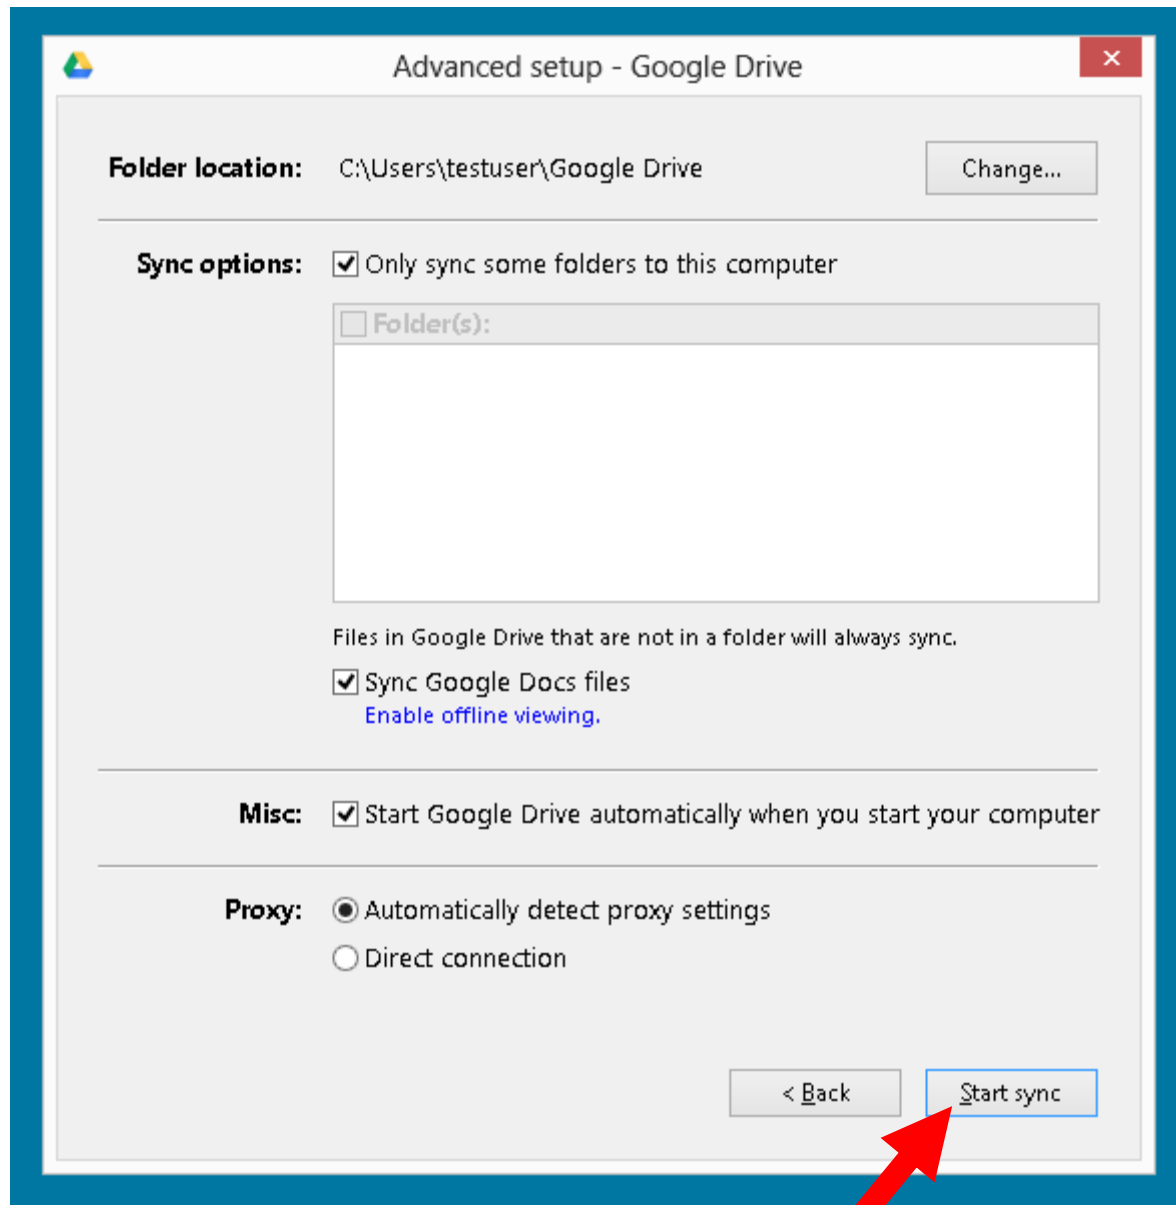 Advanced setup - Google Drive
Folder location: C:\Users\testuser\Google Drive Change...
Sync options: Only sync some folders to this computer
Folder(s):
Files in Google Drive that are not in a folder will always sync.
Sync Google Docs files
Enable offline viewing.
Misc: Start Google Drive automatically when you start your computer
Proxy: Automatically detect proxy settings
Direct connection
< Back Start sync